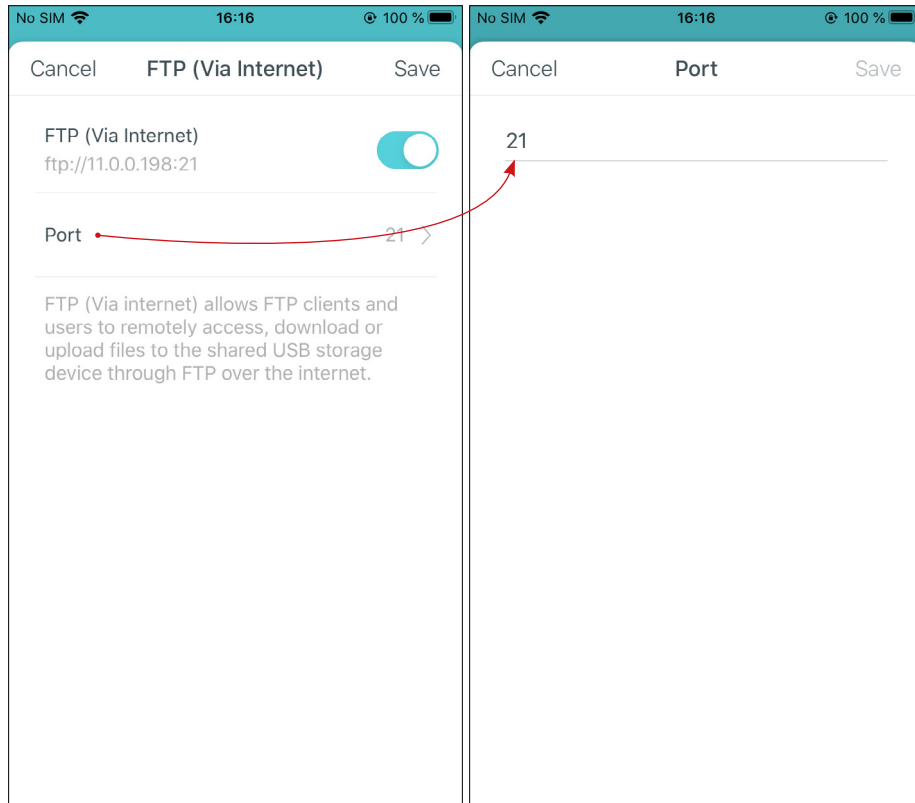 No SIM 16:16 100 %
Cancel FTP (Via Internet) Save
FTP (Via Internet)
ftp://11.0.0.198:21
Port 21
FTP (Via internet) allows FTP clients and
users to remotely access, download or
upload files to the shared USB storage
device through FTP over the internet.
No SIM 16:16 100 %
Cancel Port Save
21